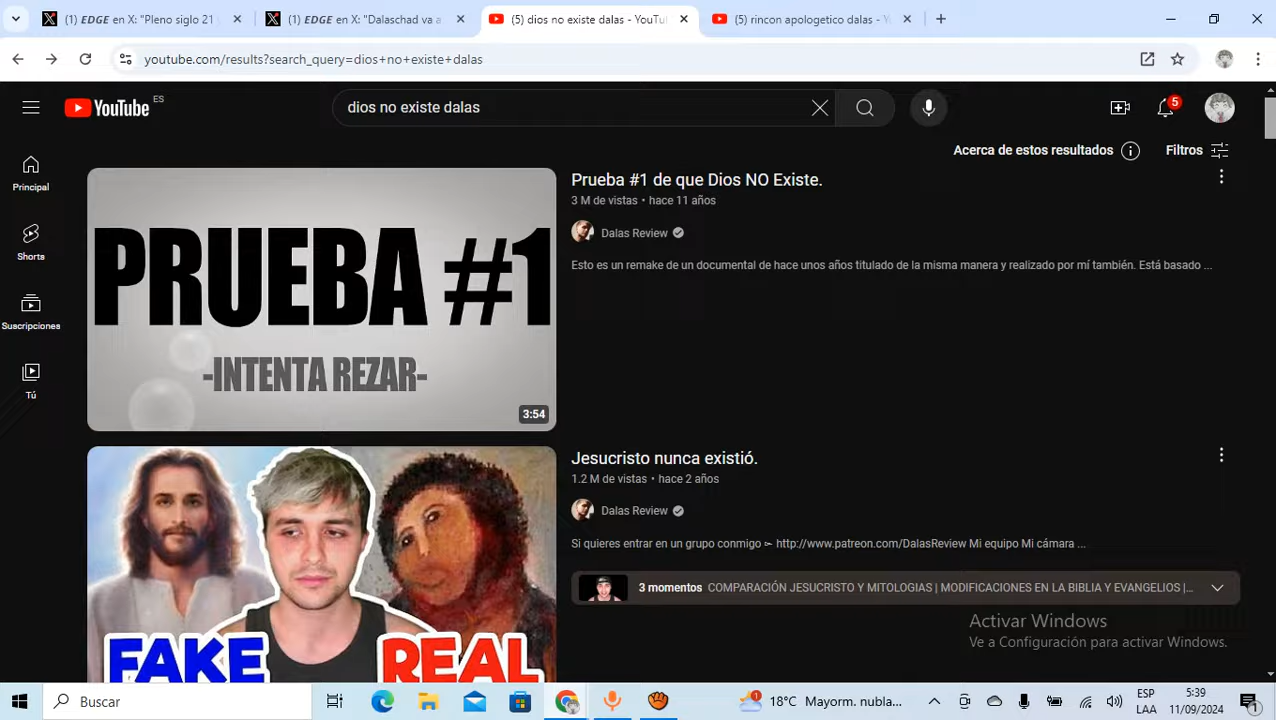 (1) EDGE en X: "Pleno siglo 21
(1) EDGE en X: "Dalaschad va a
(5) dios no existe dalas - YouTu
(5) rincon apologetico dalas - Y
youtube.com/results?search_query=dios+no+existe+dalas
YouTube ES
dios no existe dalas
5
Acerca de estos resultados
Filtros
Principal
Shorts
Suscripciones
Tú
PRUEBA #1
-INTENTA REZAR-
3:54
Prueba #1 de que Dios NO Existe.
3 M de vistas • hace 11 años
Dalas Review
Esto es un remake de un documental de hace unos años titulado de la misma manera y realizado por mí también. Está basado ...
FAKE REAL
Jesucristo nunca existió.
1.2 M de vistas • hace 2 años
Dalas Review
Si quieres entrar en un grupo conmigo ► http://www.patreon.com/DalasReview Mi equipo Mi cámara ...
3 momentos COMPARACIÓN JESUCRISTO Y MITOLOGIAS | MODIFICACIONES EN LA BIBLIA Y EVANGELIOS |...
Activar Windows
Ve a Configuración para activar Windows.
Buscar
1
18°C Mayorm. nubla...
ESP
LAA
5:39
11/09/2024
1